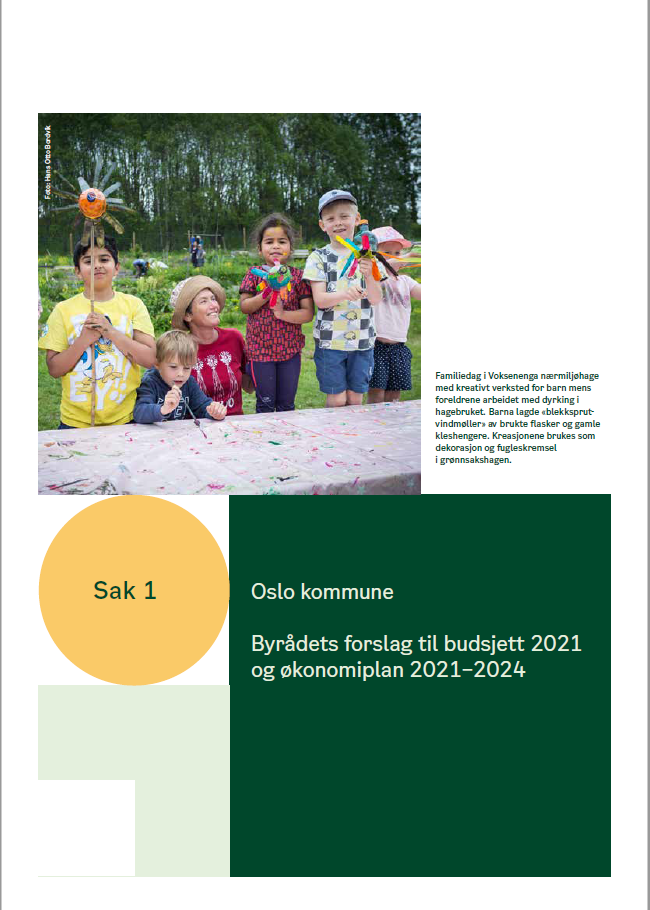 Foto: Hans Otto Bardvik
Familiedag i Voksenenga nærmiljøhage
med kreativt verksted for barn mens
foreldrene arbeidet med dyrking i
hagebruket. Barna lagde «blekksprut-
vindmøller» av brukte flasker og gamle
kleshengere. Kreasjonene brukes som
dekorasjon og fugleskremsel
i grønnsakshagen.
Sak 1
Oslo kommune
Byrådets forslag til budsjett 2021
og økonomiplan 2021–2024